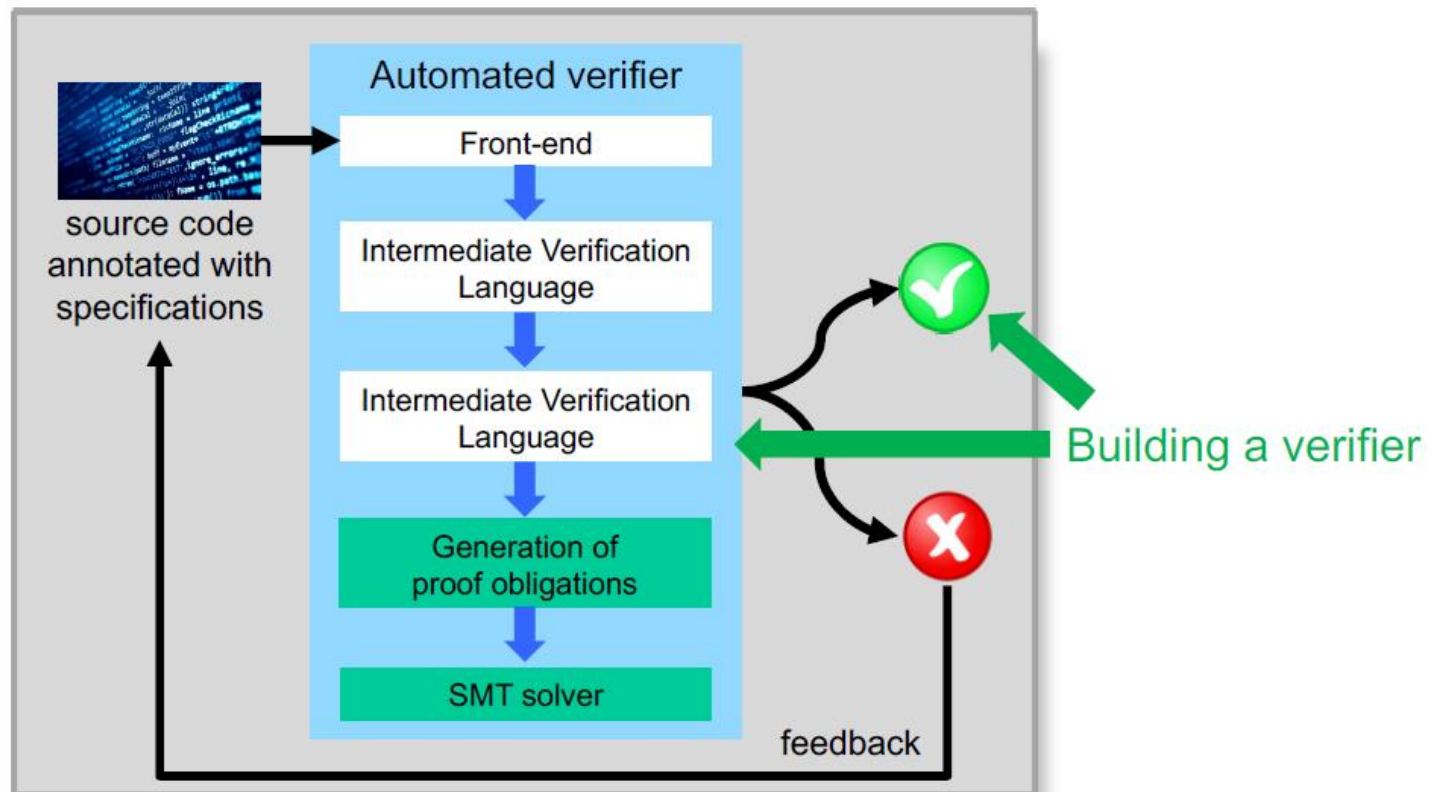 Automated verifier
Front-end
source code
annotated with
specifications
Intermediate Verification
Language
Intermediate Verification
Language
Building a verifier
Generation of
proof obligations
SMT solver
feedback